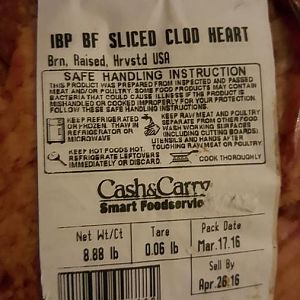 IBP BF SLICED CLOD HEART
Brn, Raised, Hrvstd USA
SAFE HANDLING INSTRUCTION
THIS PRODUCT WAS PREPARED FROM INSPECTED AND PASSED
MEAT AND/OR POULTRY. SOME FOOD PRODUCTS MAY CONTAIN
BACTERIA THAT COULD CAUSE ILLNESS IF THE PRODUCT IS
MISHANDLED OR COOKED IMPROPERLY FOR YOUR PROTECTION,
FOLLOW THESE SAFE HANDLING INSTRUCTIONS.
KEEP REFRIGERATED
OR FROZEN. THAW IN
REFRIGERATOR OR
MICROWAVE
KEEP RAW MEAT AND POULTRY
SEPARATE FROM OTHER FOOD
WASH WORKING SURFACES
(INCLUDING CUTTING BOARDS)
UTENSILS AND HANDS AFTER
TOUCHING RAW MEAT OR POULTRY
KEEP HOT FOODS HOT.
REFRIGERATE LEFTOVERS
IMMEDIATELY OR DISCARD.
COOK THOROUGHLY
Cash&Carry
Smart Foodservic
Net Wt/Ct
8.88 lb
Tare
0.06 lb
Pack Date
Mar.17.16
Sell By
Apr.26.16